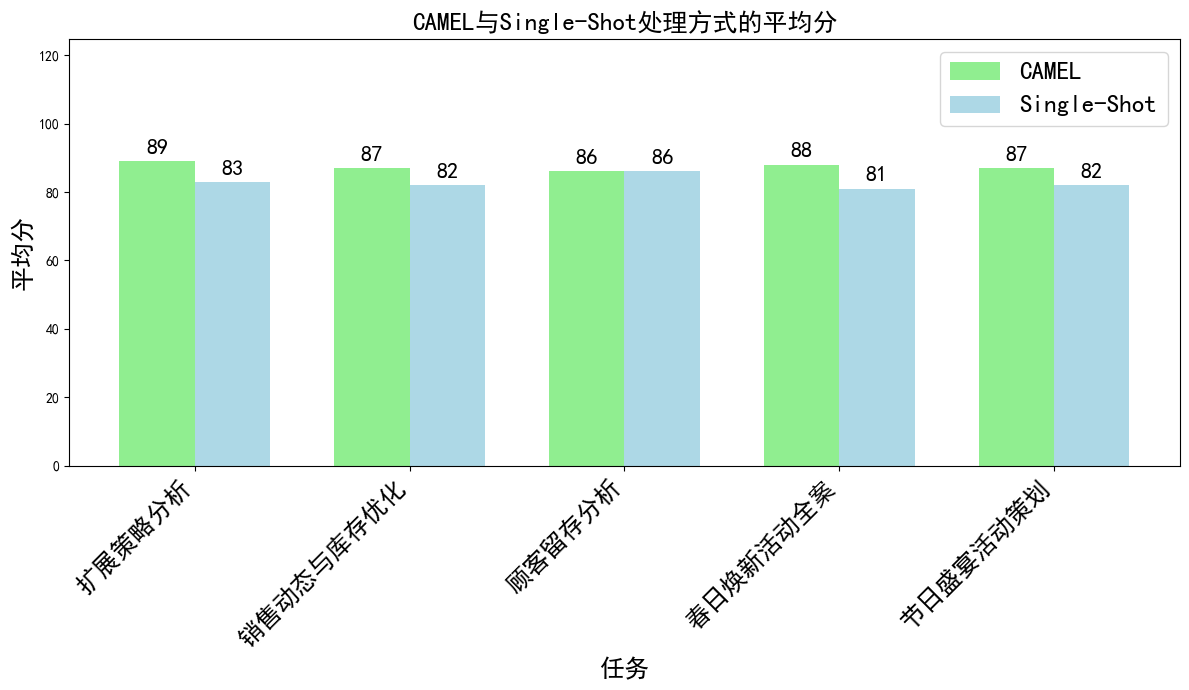 CAMEL与Single-Shot处理方式的平均分
CAMEL
Single-Shot
平均分
120
100
80
60
40
20
0
89
83
87
82
86
86
88
81
87
82
扩展策略分析
销售动态与库存优化
顾客留存分析
春日焕新活动全案
节日盛宴活动策划
任务